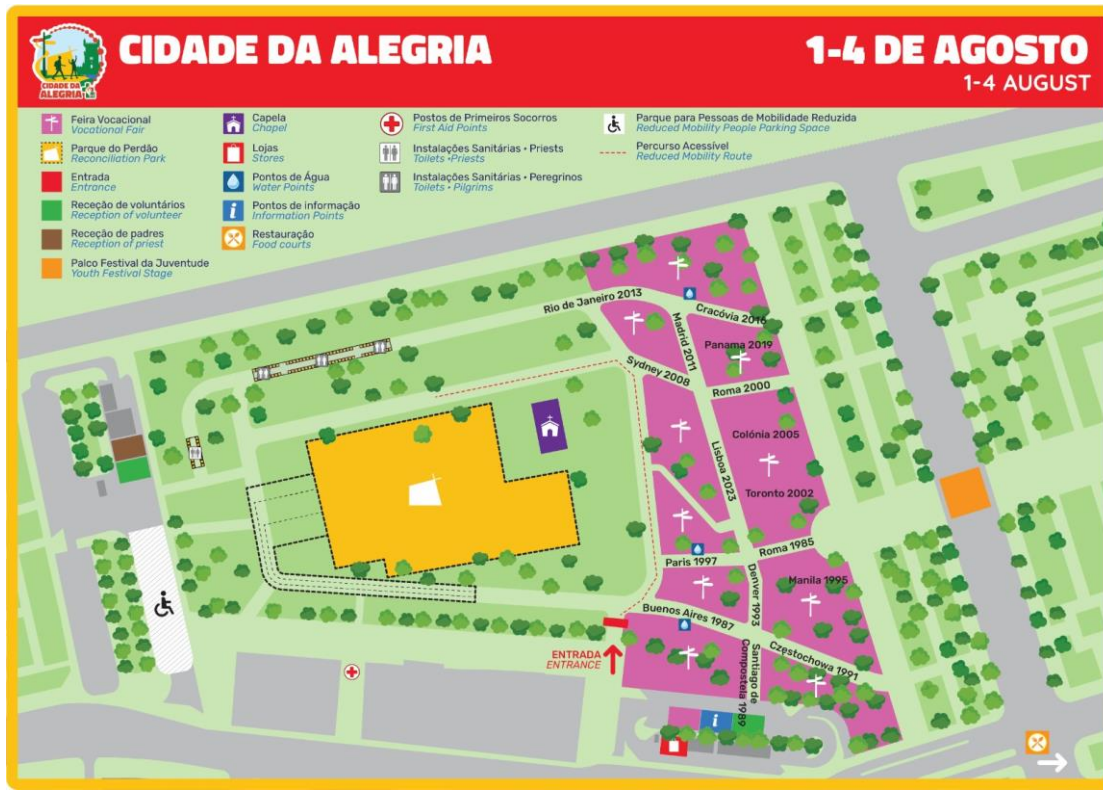 CIDADE DA ALEGRIA
CIDADE DA
ALEGRIA
1-4 DE AGOSTO
1-4 AUGUST
Feira Vocacional
Vocational Fair
Parque do Perdão
Reconciliation Park
Entrada
Entrance
Receção de voluntários
Reception of volunteer
Receção de padres
Reception of priest
Palco Festival da Juventude
Youth Festival Stage
Capela
Chapel
Lojas
Stores
Pontos de Água
Water Points
Pontos de informação
Information Points
Restauração
Food courts
Postos de Primeiros Socorros
First Aid Points
Instalações Sanitárias • Priests
Toilets •Priests
Instalações Sanitárias • Peregrinos
Toilets • Pilgrims
Parque para Pessoas de Mobilidade Reduzida
Reduced Mobility People Parking Space
Percurso Acessível
Reduced Mobility Route
Rio de Janeiro 2013
Cracóvia 2016
Madrid 2011
Panama 2019
Sydney 2008
Roma 2000
Colónia 2005
Lisboa 2023
Toronto 2002
Roma 1985
Paris 1997
Denver 1993
Manila 1995
Buenos Aires 1987
Częstochowa 1991
Santiago de
Compostela 1989
ENTRADA
ENTRANCE
i